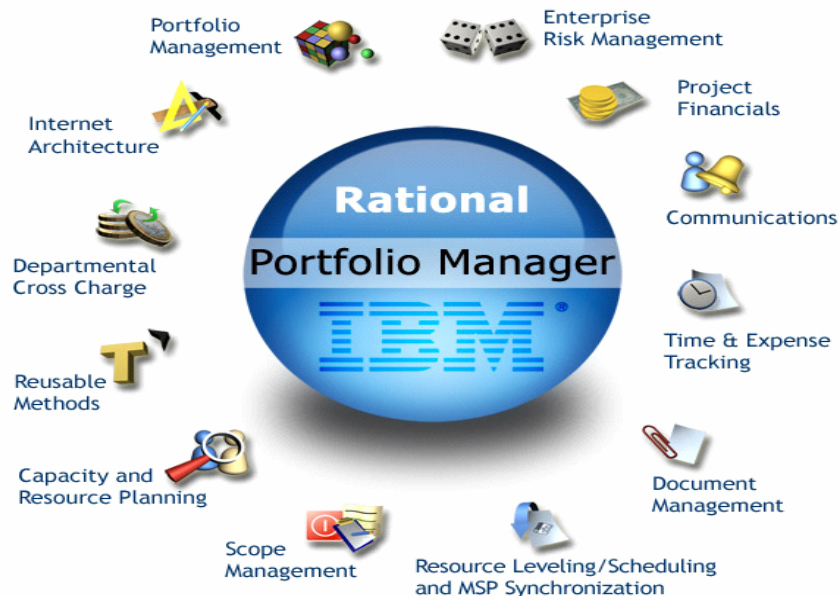 Portfolio
Management
Enterprise
Risk Management
Internet
Architecture
Project
Financials
Rational
Portfolio Manager
IBM®
Communications
Departmental
Cross Charge
Time & Expense
Tracking
Reusable
Methods
T
Capacity and
Resource Planning
Document
Management
Scope
Management
Resource Leveling/Scheduling
and MSP Synchronization